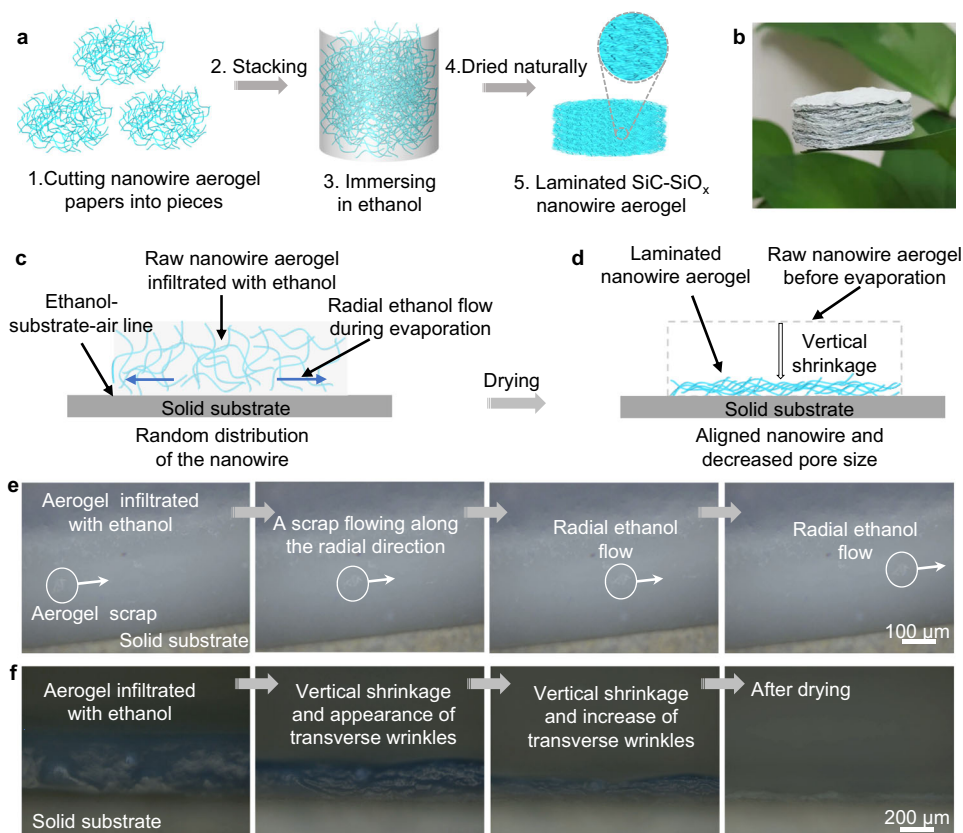 a
2. Stacking
4.Dried naturally
b
1.Cutting nanowire aerogel
papers into pieces
3. Immersing
in ethanol
5. Laminated SiC-SiOₓ
nanowire aerogel
c
Raw nanowire aerogel
infiltrated with ethanol
Ethanol-
substrate-air line
Radial ethanol flow
during evaporation
Solid substrate
Random distribution
of the nanowire
Drying
d
Laminated
nanowire aerogel
Raw nanowire aerogel
before evaporation
Vertical
shrinkage
Solid substrate
Aligned nanowire and
decreased pore size
e
Aerogel infiltrated
with ethanol
Aerogel scrap
Solid substrate
A scrap flowing along
the radial direction
Radial ethanol
flow
Radial ethanol
flow
100 μm
f
Aerogel infiltrated
with ethanol
Solid substrate
Vertical shrinkage
and appearance of
transverse wrinkles
Vertical shrinkage
and increase of
transverse wrinkles
After drying
200 μm